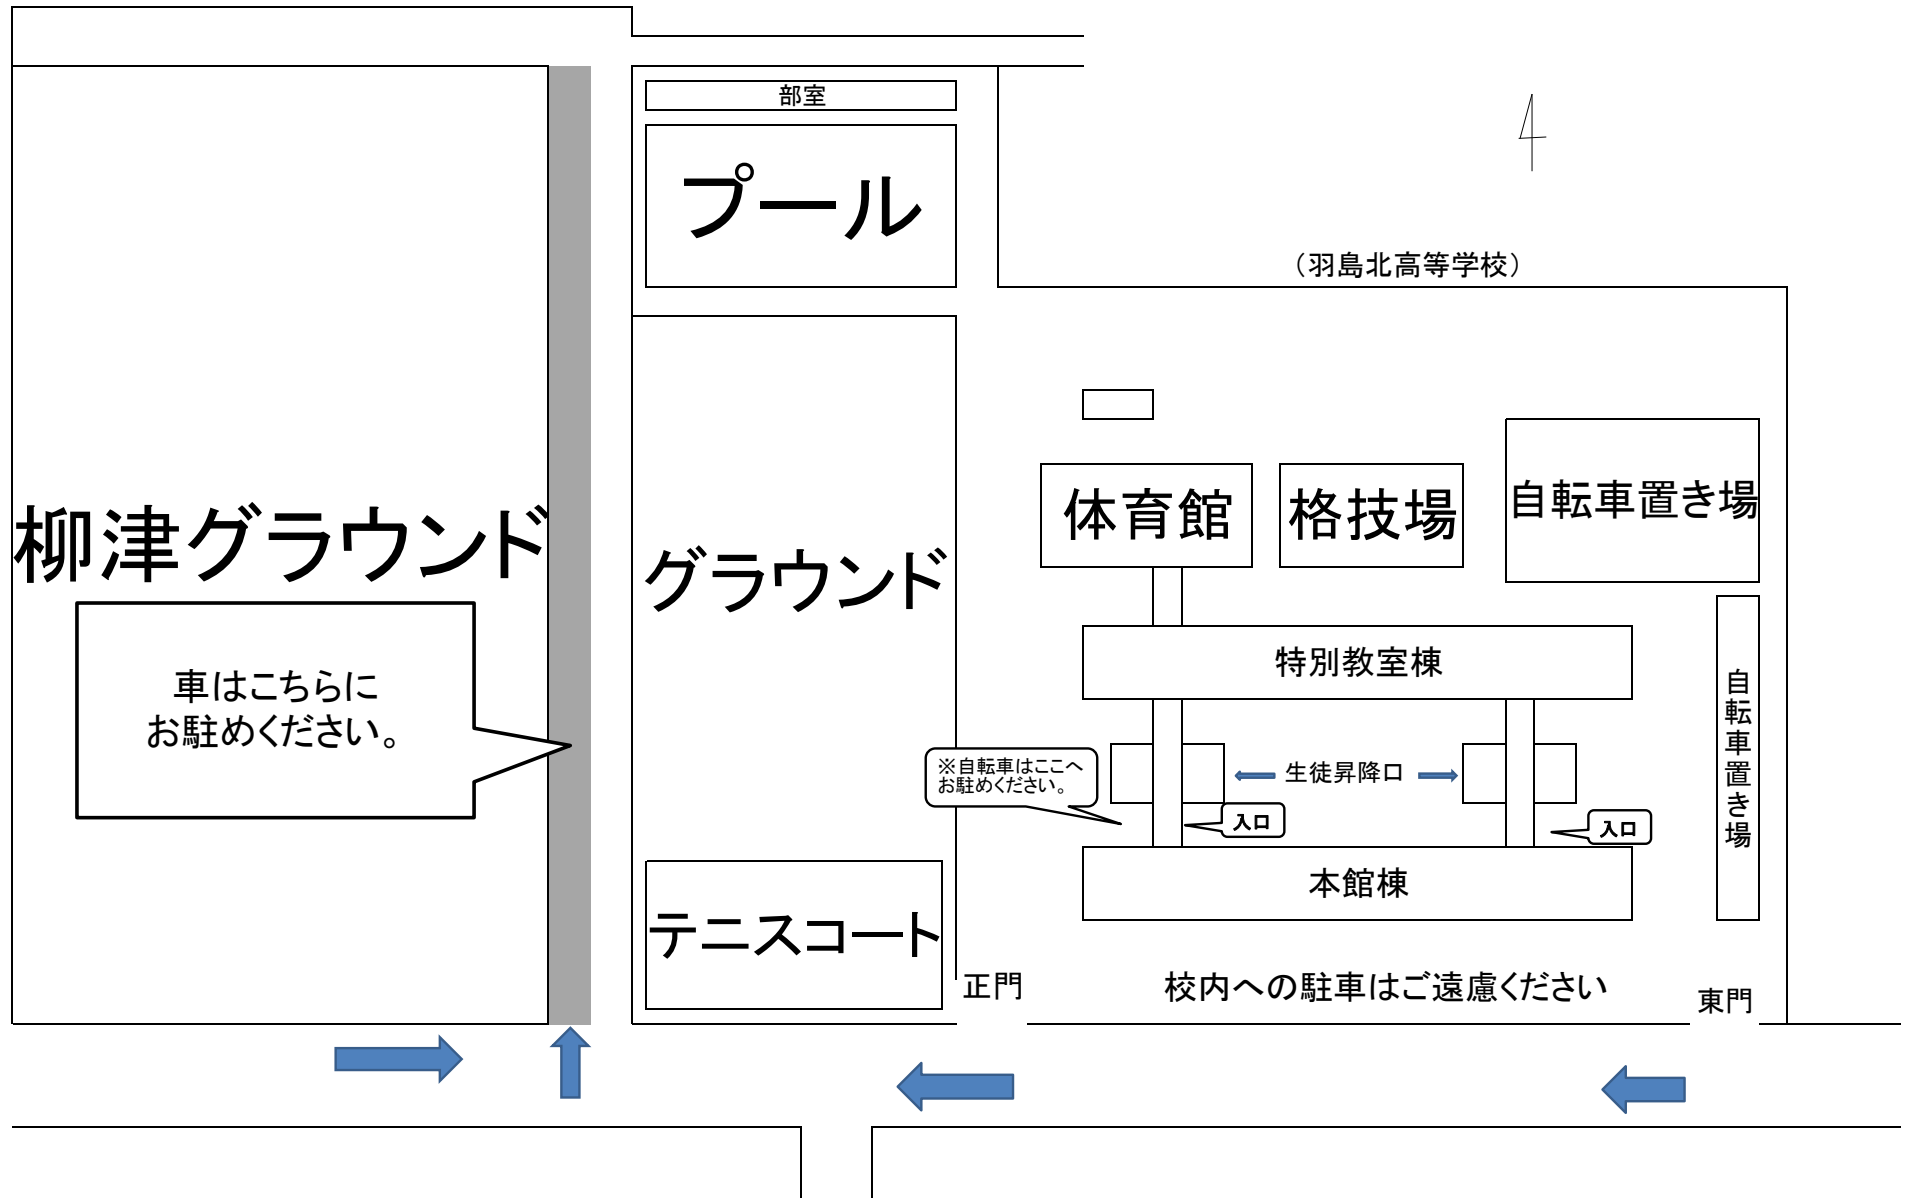 部室
プール
（羽島北高等学校）
体育館
格技場
自転車置き場
柳津グラウンド
グラウンド
車はこちらに
お駐めください。
特別教室棟
自転車置き場
※自転車はここへ
お駐めください。
生徒昇降口
入口
入口
本館棟
テニスコート
正門
校内への駐車はご遠慮ください
東門